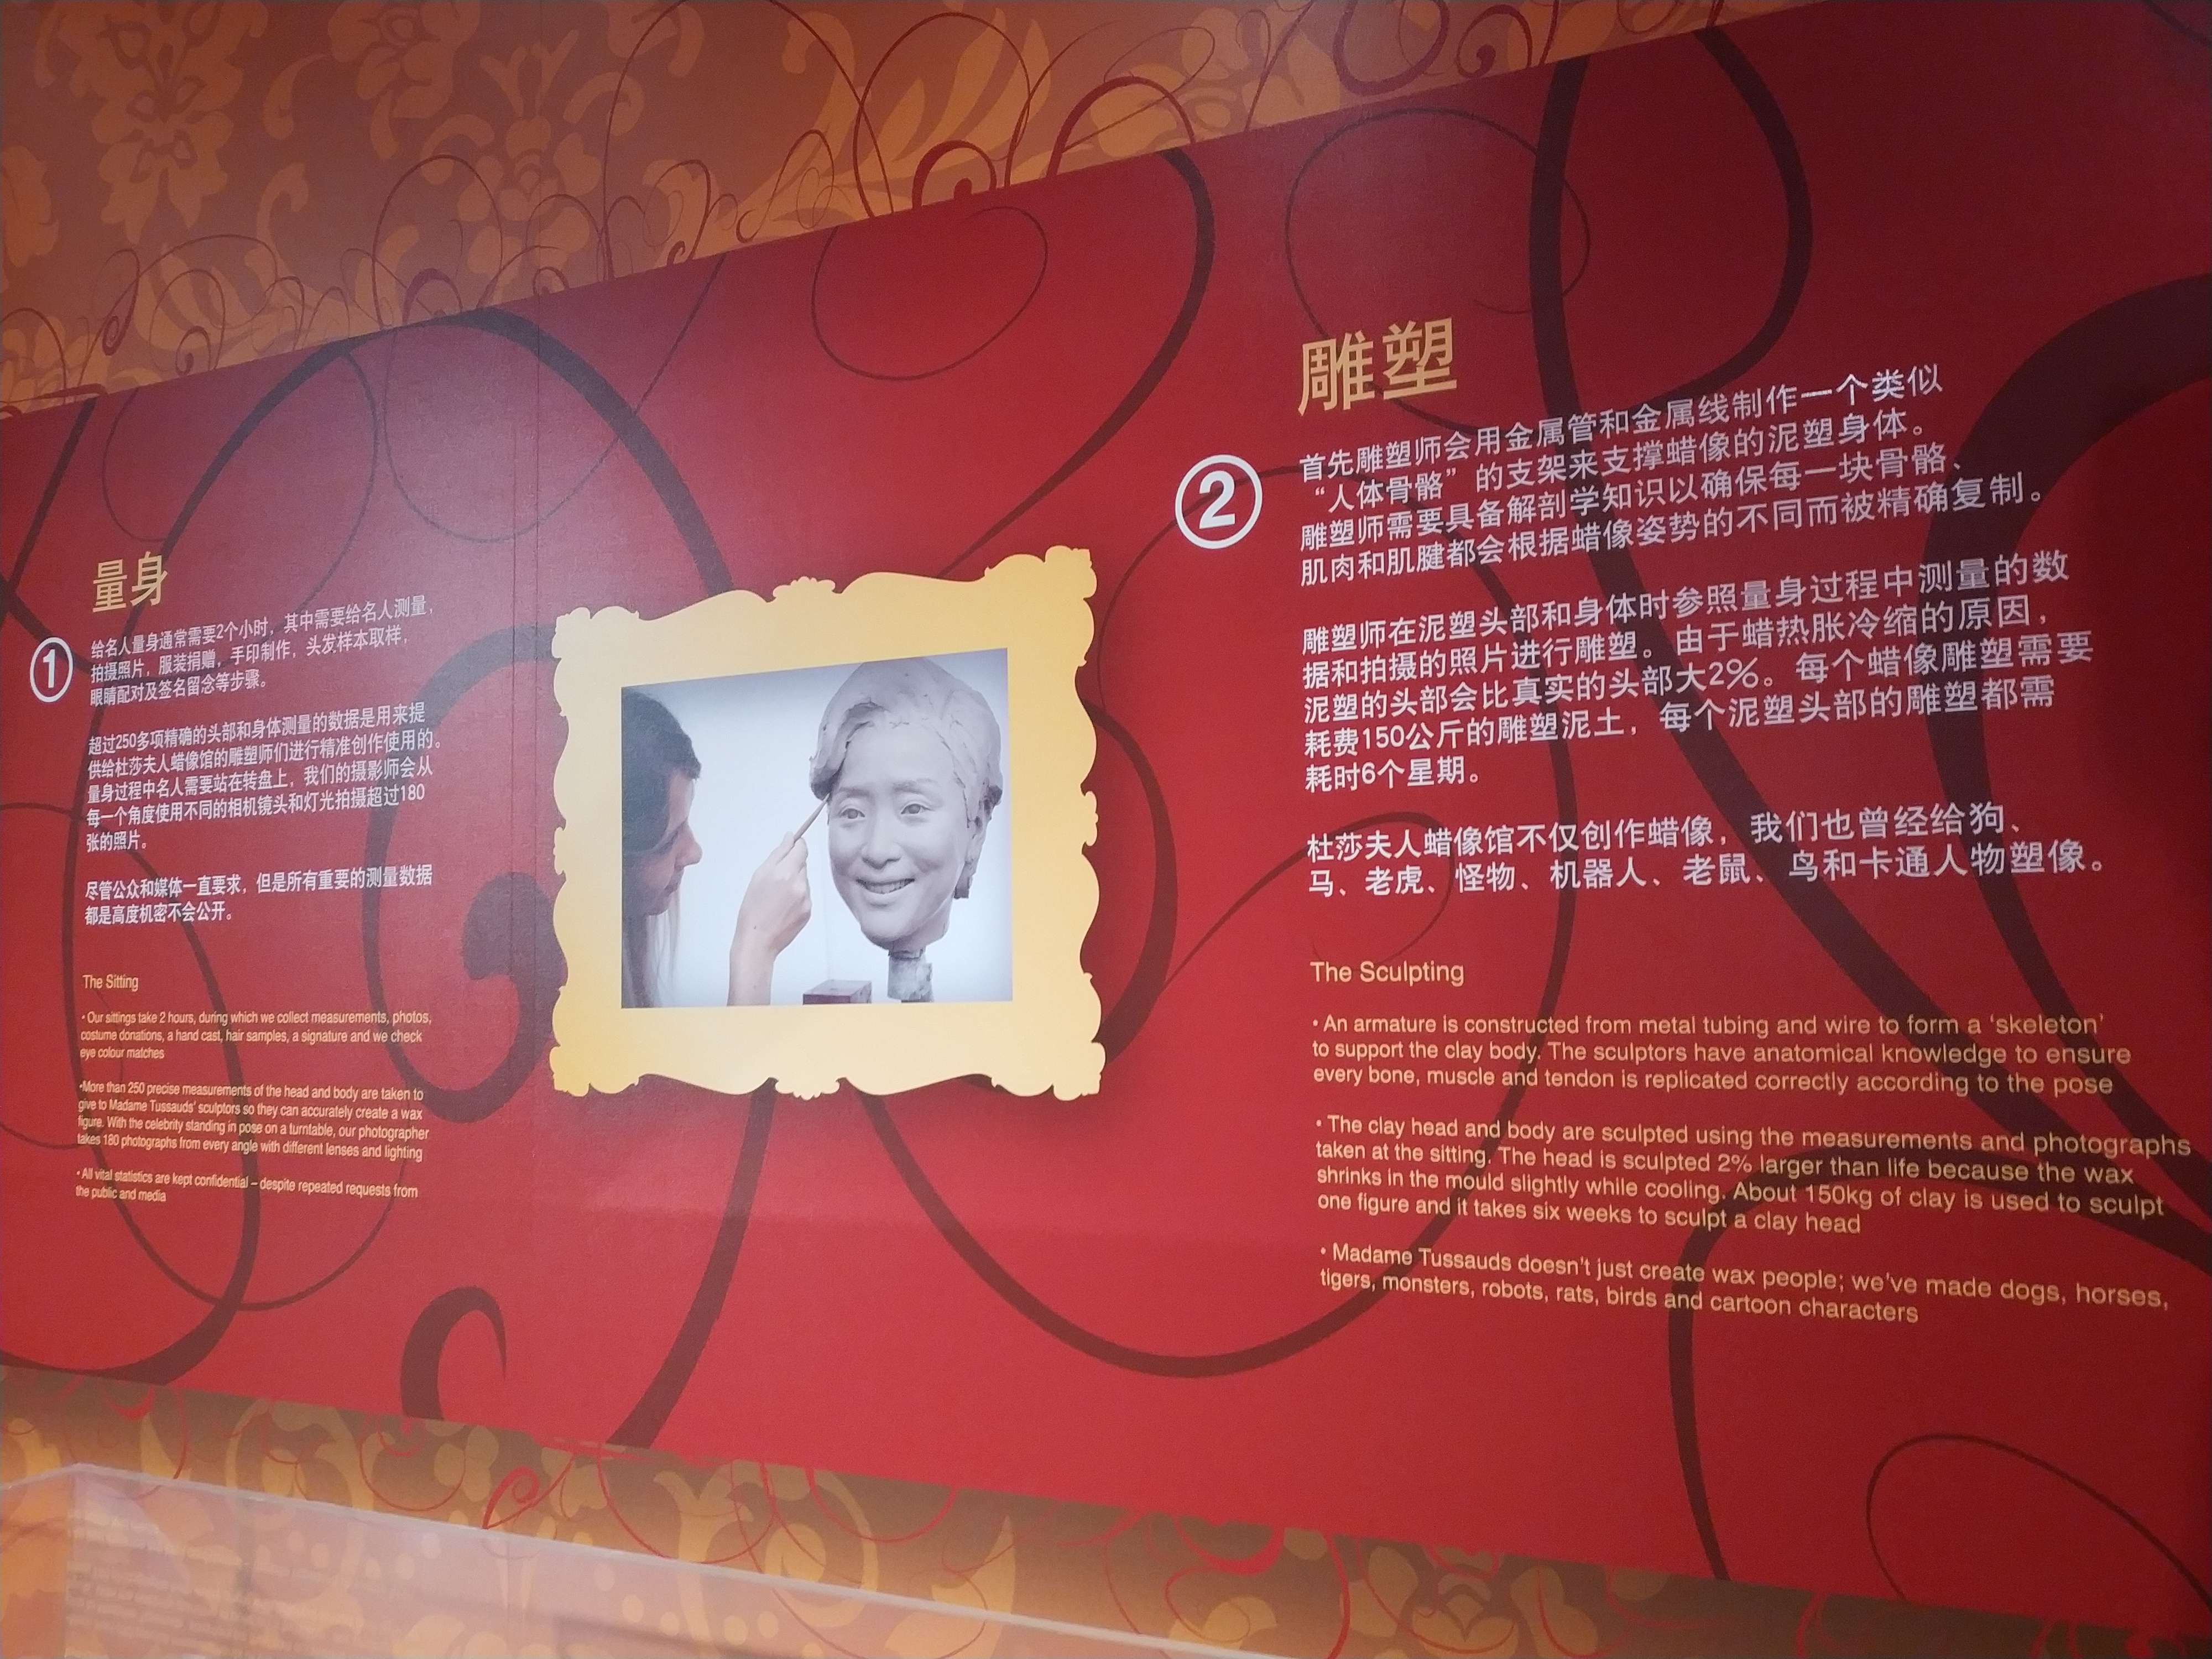 量身
①
给名人量身通常需要2个小时，其中需要给名人测量，
拍摄照片，服装捐赠，手印制作，头发样本取样，
眼睛配对及签名留念等步骤。
超过250多项精确的头部和身体测量的数据是用来提
供给杜莎夫人蜡像馆的雕塑师们进行精准创作使用的。
量身过程中名人需要站在转盘上，我们的摄影师会从
每一个角度使用不同的相机镜头和灯光拍摄超过180
张的照片。
尽管公众和媒体一直要求，但是所有重要的测量数据
都是高度机密不会公开。
The Sitting
• Our sittings take 2 hours, during which we collect measurements, photos,
costume donations, a hand cast, hair samples, a signature and we check
eye colour matches
•More than 250 precise measurements of the head and body are taken to
give to Madame Tussauds' sculptors so they can accurately create a wax
figure. With the celebrity standing in pose on a turntable, our photographer
takes 180 photographs from every angle with different lenses and lighting
• All vital statistics are kept confidential – despite repeated requests from
the public and media
雕塑
②
首先雕塑师会用金属管和金属线制作一个类似
“人体骨骼”的支架来支撑蜡像的泥塑身体。
雕塑师需要具备解剖学知识以确保每一块骨骼、
肌肉和肌腱都会根据蜡像姿势的不同而被精确复制。
雕塑师在泥塑头部和身体时参照量身过程中测量的数
据和拍摄的照片进行雕塑。由于蜡热胀冷缩的原因，
泥塑的头部会比真实的头部大2%。每个蜡像雕塑需要
耗费150公斤的雕塑泥土，每个泥塑头部的雕塑都需
耗时6个星期。
杜莎夫人蜡像馆不仅创作蜡像，我们也曾经给狗、
马、老虎、怪物、机器人、老鼠、鸟和卡通人物塑像。
The Sculpting
• An armature is constructed from metal tubing and wire to form a ‘skeleton’
to support the clay body. The sculptors have anatomical knowledge to ensure
every bone, muscle and tendon is replicated correctly according to the pose
• The clay head and body are sculpted using the measurements and photographs
taken at the sitting. The head is sculpted 2% larger than life because the wax
shrinks in the mould slightly while cooling. About 150kg of clay is used to sculpt
one figure and it takes six weeks to sculpt a clay head
• Madame Tussauds doesn't just create wax people; we've made dogs, horses,
tigers, monsters, robots, rats, birds and cartoon characters